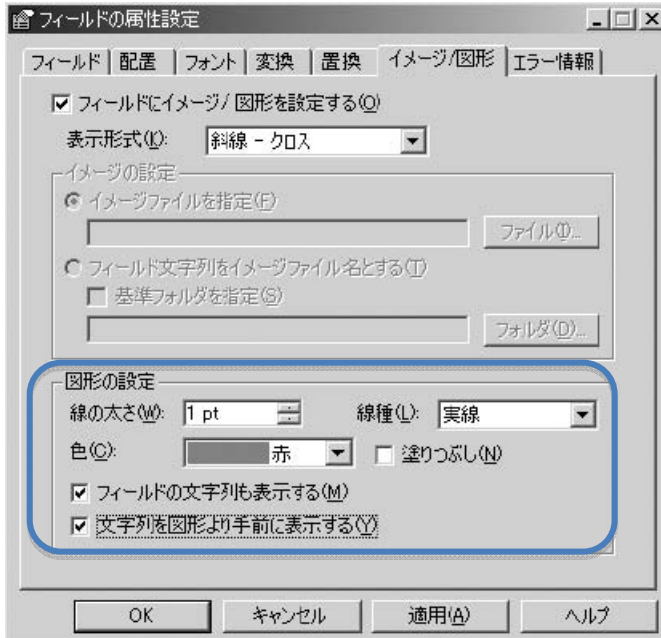 フィールドの属性設定
フィールド 配置 フォント 変換 置換 イメージ/図形 エラー情報
フィールドにイメージ/図形を設定する(O)
表示形式(K): 斜線 - クロス
イメージの設定
イメージファイルを指定(F)
ファイル(I)...
フィールド文字列をイメージファイル名とする(T)
基準フォルダを指定(S)
フォルダ(D)...
図形の設定
線の太さ(W): 1 pt 線種(L): 実線
色(C): 赤 塗りつぶし(N)
フィールドの文字列も表示する(M)
文字列を図形より手前に表示する(Y)
OK キャンセル 適用(A) ヘルプ